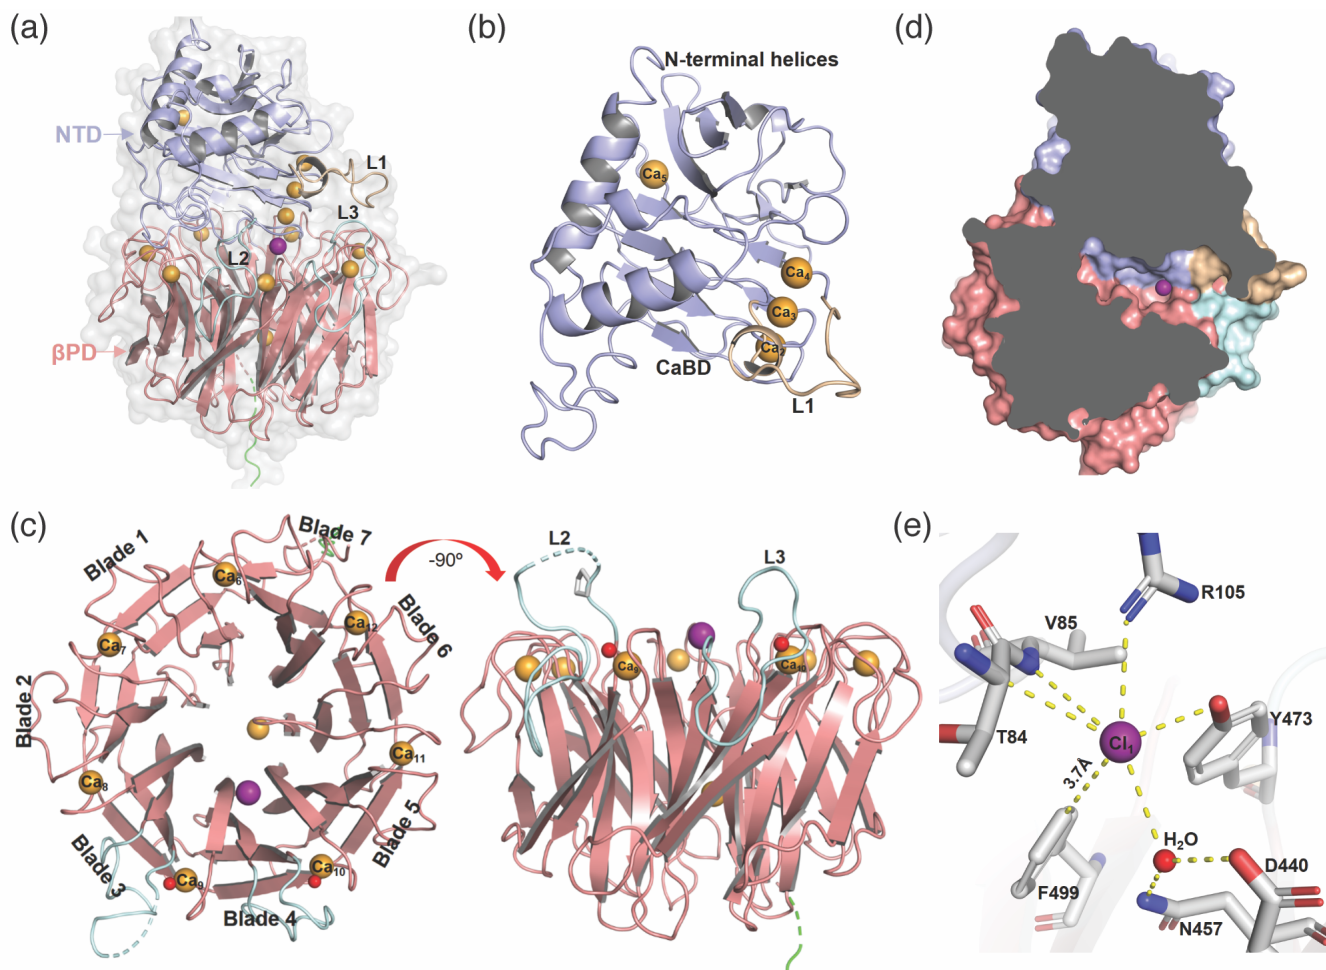 (a)
NTD
L1
L3
L2
βPD
(b)
N-terminal helices
Ca5
Ca4
Ca3
Ca2
CaBD
L1
(d)
(c)
Blade 7
Blade 1
Ca6
Ca12
Blade 6
Ca7
Blade 2
Ca8
Ca11
Blade 5
Blade 3
Ca9
Ca10
Blade 4
-90º
L2
L3
Ca9
Ca10
(e)
R105
V85
T84
Cl1
Y473
3.7Å
H2O
D440
F499
N457